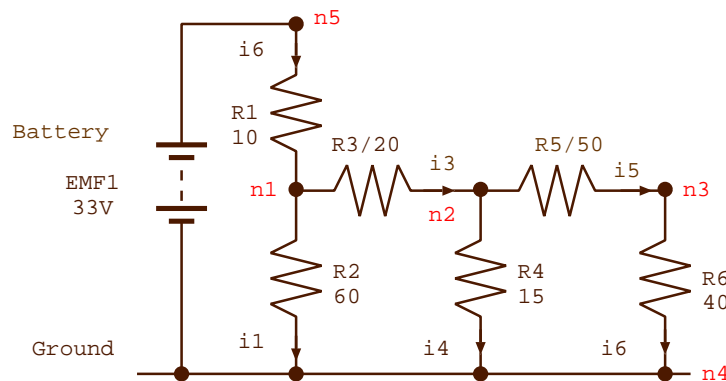 n5
i6
R1
10
Battery
R3/20
R5/50
i3
i5
EMF1
33V
n1
n2
n3
R2
60
R4
15
R6
40
Ground
i1
i4
i6
n4